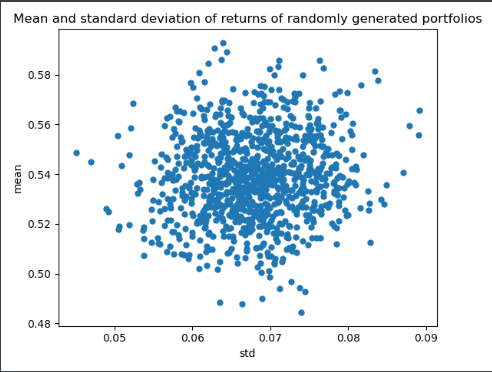 Mean and standard deviation of returns of randomly generated portfolios
0.58
0.56
0.54
0.52
0.50
0.48
mean
0.05 0.06 0.07 0.08 0.09
std